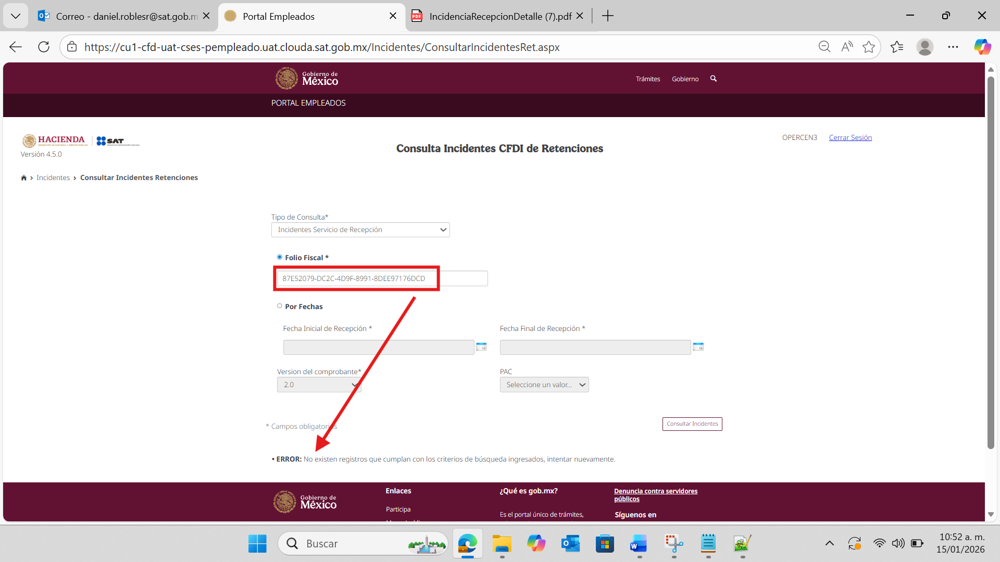 Correo - daniel.roblesr@sat.gob.m
Portal Empleados
IncidenciaRecepcionDetalle (7).pdf
https://cu1-cfd-uat-cses-pempleado.uat.clouda.sat.gob.mx/Incidentes/ConsultarIncidentesRet.aspx
Gobierno de
México
Trámites
Gobierno
PORTAL EMPLEADOS
HACIENDA
SAT
Versión 4.5.0
Consulta Incidentes CFDI de Retenciones
OPERCEN3
Cerrar Sesión
Incidentes
Consultar Incidentes Retenciones
Tipo de Consulta*
Incidentes Servicio de Recepción
Folio Fiscal *
87E52079-DC2C-4D9F-8991-8DEE97176DCD
Por Fechas
Fecha Inicial de Recepción *
Fecha Final de Recepción *
Version del comprobante*
PAC
2.0
Seleccione un valor...
* Campos obligatorios
Consultar Incidentes
• ERROR: No existen registros que cumplan con los criterios de búsqueda ingresados, intentar nuevamente.
Gobierno de
México
Enlaces
Participa
¿Qué es gob.mx?
Es el portal único de trámites,
Denuncia contra servidores
públicos
Síguenos en
Buscar
10:52 a. m.
15/01/2026